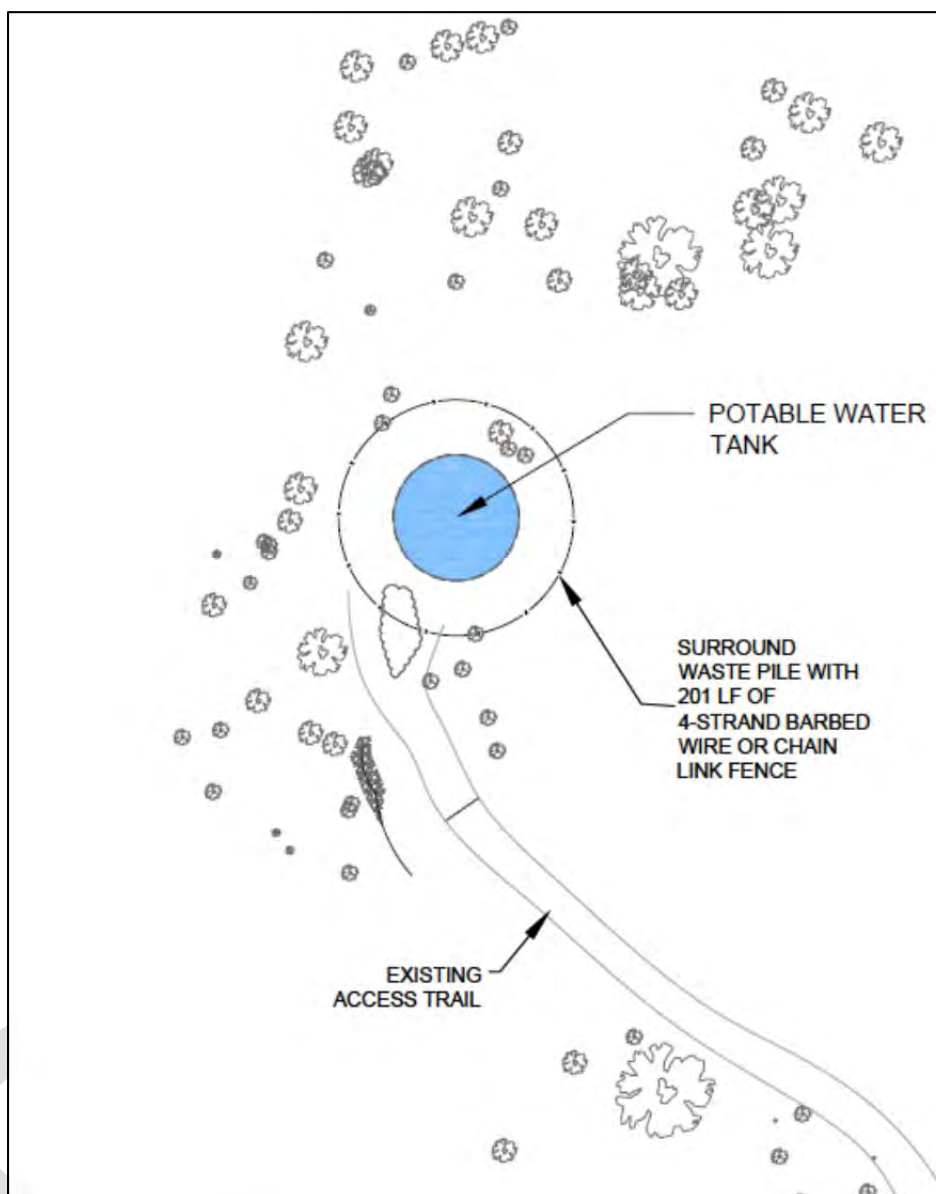 POTABLE WATER
TANK
SURROUND
WASTE PILE WITH
201 LF OF
4-STRAND BARBED
WIRE OR CHAIN
LINK FENCE
EXISTING
ACCESS TRAIL